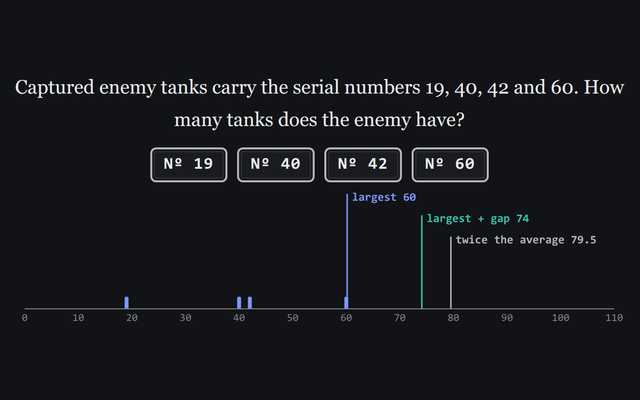 Captured enemy tanks carry the serial numbers 19, 40, 42 and 60. How
many tanks does the enemy have?
Nº 19 Nº 40 Nº 42 Nº 60
largest 60
largest + gap 74
twice the average 79.5
0 10 20 30 40 50 60 70 80 90 100 110